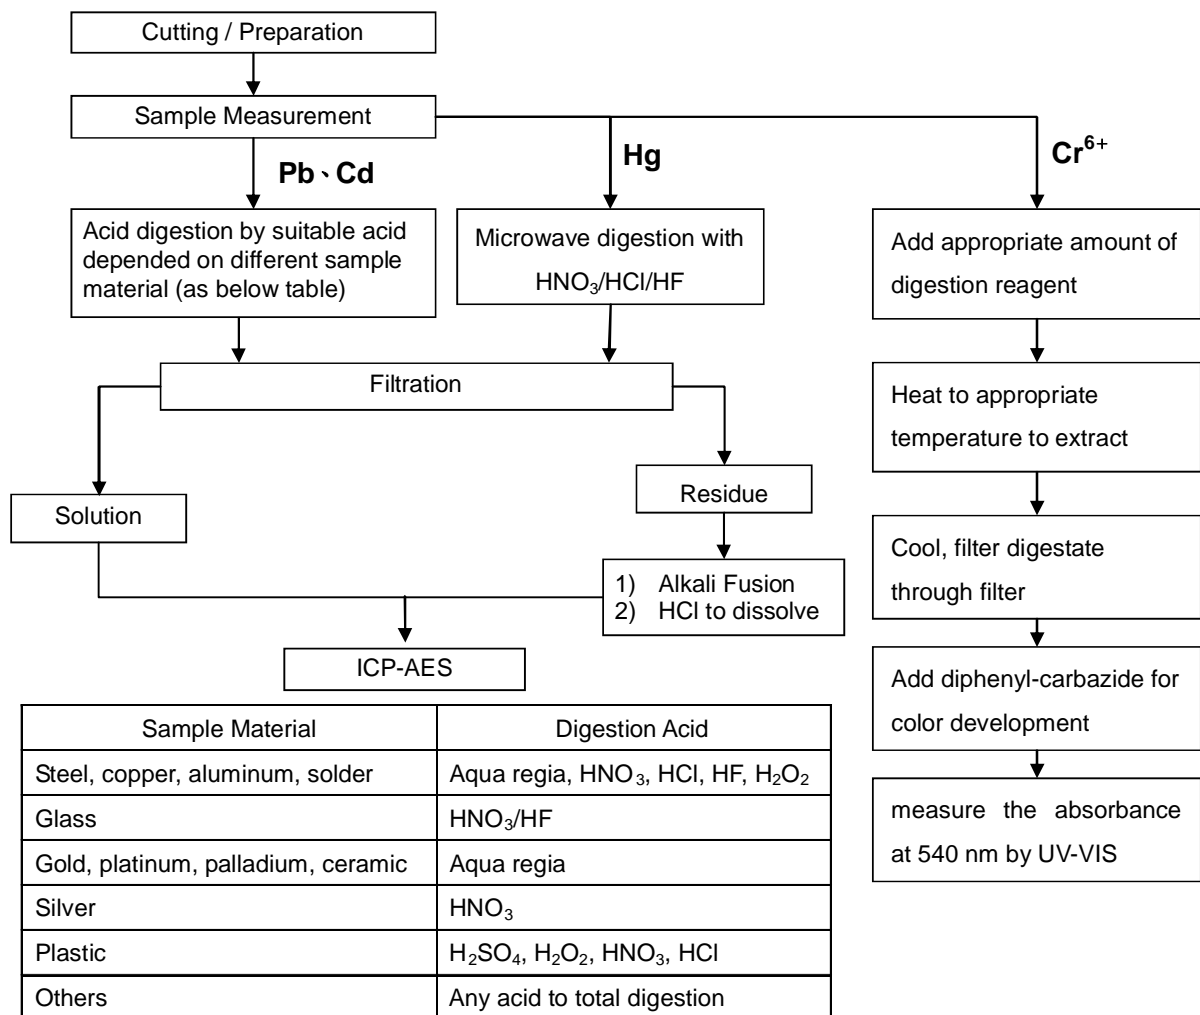 Cutting / Preparation
Sample Measurement
Pb、Cd
Hg
Cr⁶⁺
Acid digestion by suitable acid
depended on different sample
material (as below table)
Microwave digestion with
HNO₃/HCl/HF
Add appropriate amount of
digestion reagent
Filtration
Heat to appropriate
temperature to extract
Solution
Residue
1) Alkali Fusion
2) HCl to dissolve
Cool, filter digestate
through filter
ICP-AES
Add diphenyl-carbazide for
color development
measure the absorbance
at 540 nm by UV-VIS
Sample Material Digestion Acid
Steel, copper, aluminum, solder Aqua regia, HNO₃, HCl, HF, H₂O₂
Glass HNO₃/HF
Gold, platinum, palladium, ceramic Aqua regia
Silver HNO₃
Plastic H₂SO₄, H₂O₂, HNO₃, HCl
Others Any acid to total digestion